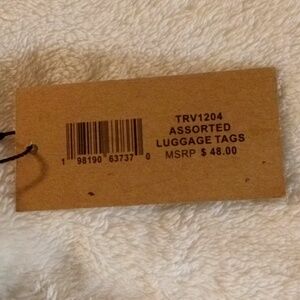 TRV1204
ASSORTED
LUGGAGE TAGS
MSRP $ 48.00
1 98190 63737 0